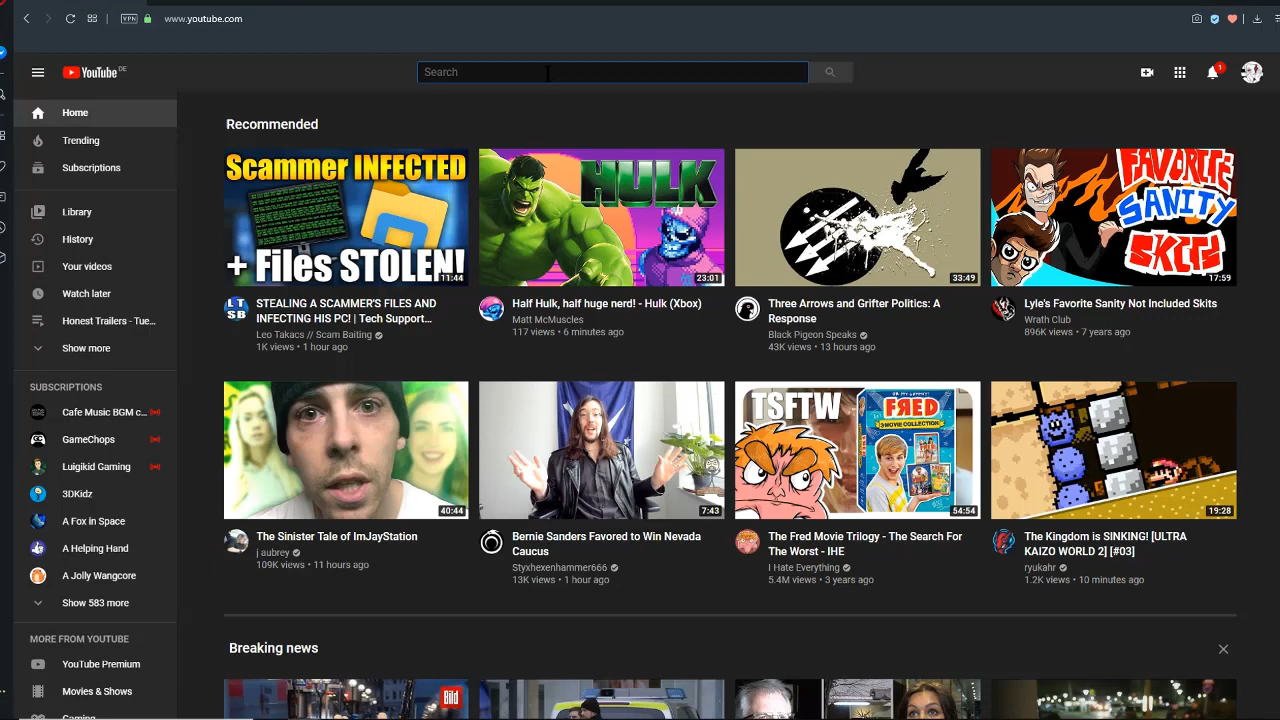 VPN
www.youtube.com
YouTube DE
Search
1
Home
Trending
Subscriptions
Library
History
Your videos
Watch later
Honest Trailers - Tue...
Show more
SUBSCRIPTIONS
Cafe Music BGM c...
GameChops
Luigikid Gaming
3DKidz
A Fox in Space
A Helping Hand
A Jolly Wangcore
Show 583 more
MORE FROM YOUTUBE
YouTube Premium
Movies & Shows
Gaming
Recommended
Scammer INFECTED
+ Files STOLEN!
11:44
LT
SB
STEALING A SCAMMER'S FILES AND
INFECTING HIS PC! | Tech Support...
Leo Takacs // Scam Baiting
1K views • 1 hour ago
HULK
23:01
Half Hulk, half huge nerd! - Hulk (Xbox)
Matt McMuscles
117 views • 6 minutes ago
33:49
Three Arrows and Grifter Politics: A
Response
Black Pigeon Speaks
43K views • 13 hours ago
FAVORITE
SANITY
SKITS
17:59
Lyle's Favorite Sanity Not Included Skits
Wrath Club
896K views • 7 years ago
40:44
The Sinister Tale of ImJayStation
j aubrey
109K views • 11 hours ago
7:43
Bernie Sanders Favored to Win Nevada
Caucus
Styxhexenhammer666
13K views • 1 hour ago
TSFTW
FRED
3-MOVIE COLLECTION
54:54
The Fred Movie Trilogy - The Search For
The Worst - IHE
I Hate Everything
5.4M views • 3 years ago
19:28
The Kingdom is SINKING! [ULTRA
KAIZO WORLD 2] [#03]
ryukahr
1.2K views • 10 minutes ago
Breaking news
Bild